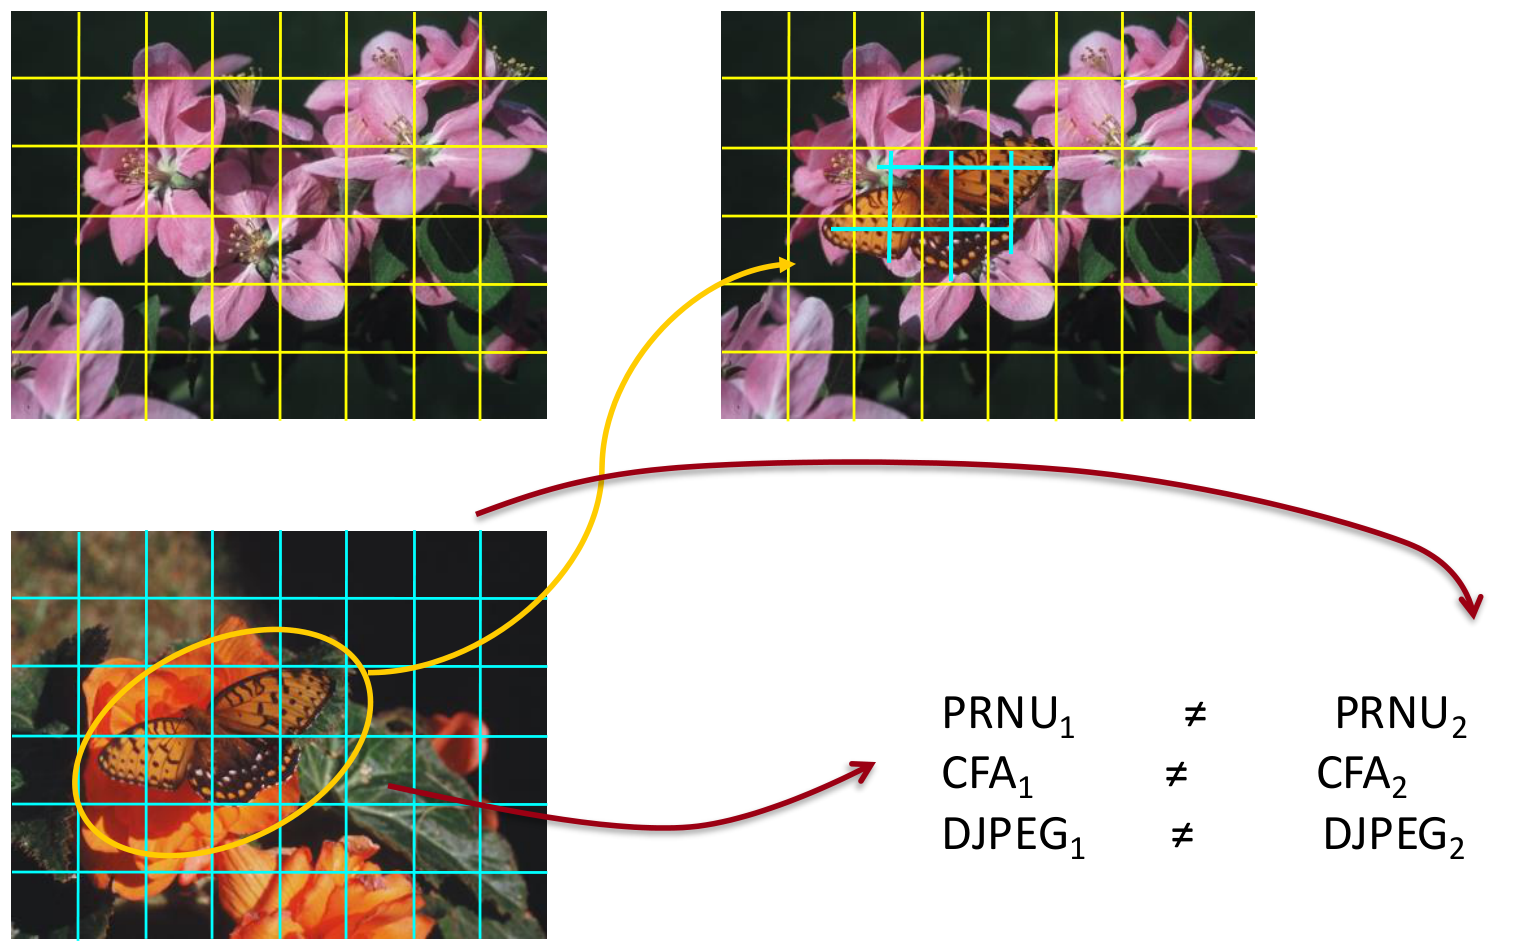 PRNU₁ ≠ PRNU₂
CFA₁ ≠ CFA₂
DJPEG₁ ≠ DJPEG₂